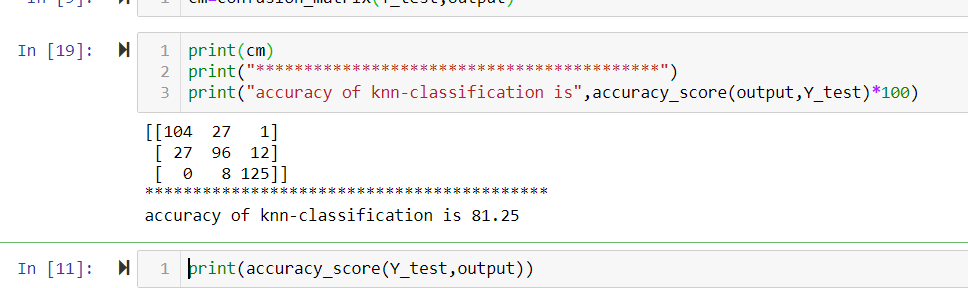 In [9]: 1 cm=confusion_matrix(Y_test,output)
In [19]: 1 print(cm)
2 print("******************************************")
3 print("accuracy of knn-classification is",accuracy_score(output,Y_test)*100)
[[104 27 1]
[ 27 96 12]
[ 0 8 125]]
******************************************
accuracy of knn-classification is 81.25
In [11]: 1 print(accuracy_score(Y_test,output))